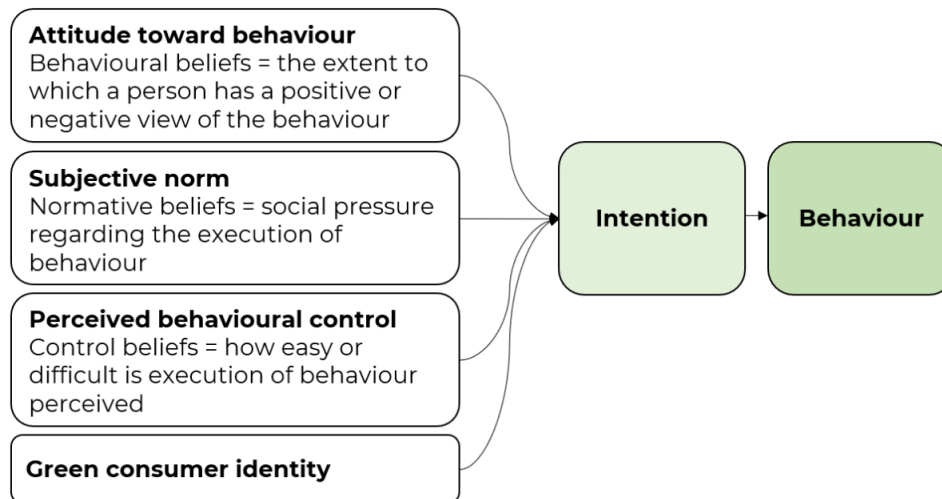 Attitude toward behaviour
Behavioural beliefs = the extent to
which a person has a positive or
negative view of the behaviour
Subjective norm
Normative beliefs = social pressure
regarding the execution of
behaviour
Perceived behavioural control
Control beliefs = how easy or
difficult is execution of behaviour
perceived
Green consumer identity
Intention
Behaviour